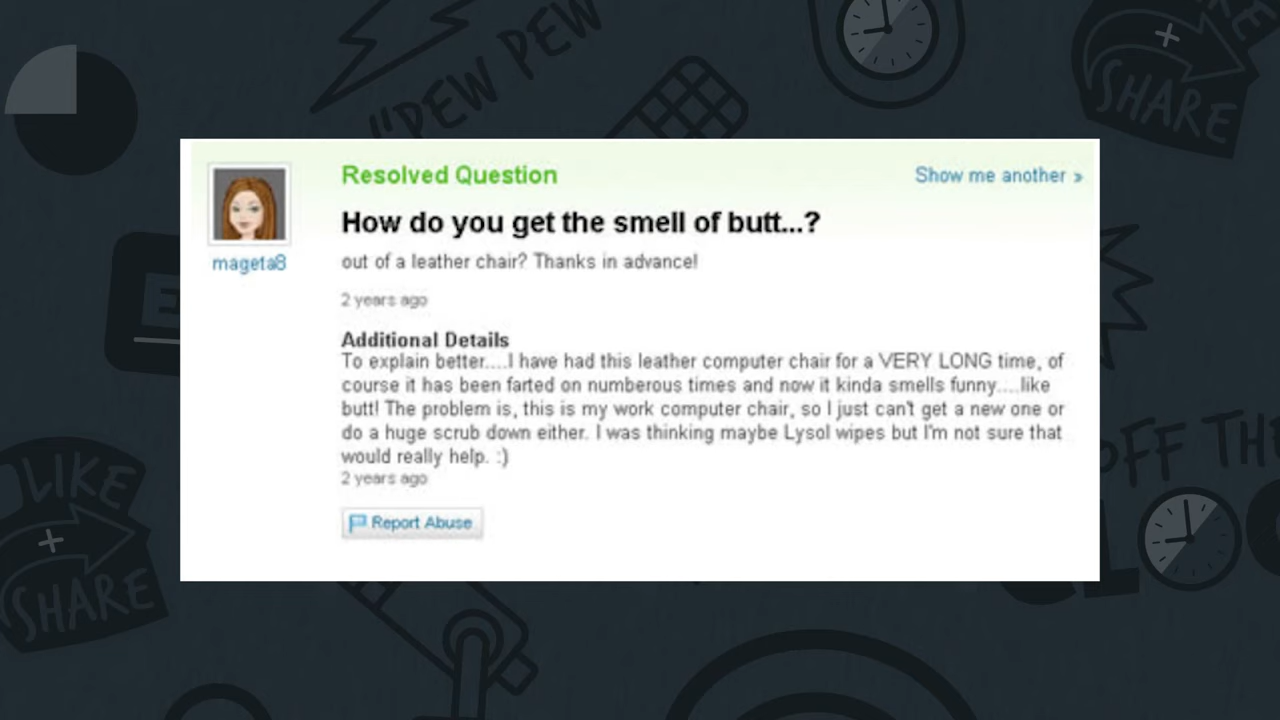 "PEW PEW
LIKE
+
SHARE
Resolved Question
Show me another »
How do you get the smell of butt...?
mageta8
out of a leather chair? Thanks in advance!
2 years ago
Additional Details
To explain better....I have had this leather computer chair for a VERY LONG time, of
course it has been farted on numberous times and now it kinda smells funny....like
butt! The problem is, this is my work computer chair, so I just can't get a new one or
do a huge scrub down either. I was thinking maybe Lysol wipes but I'm not sure that
would really help. :)
2 years ago
Report Abuse
LIKE
+
SHARE
OFF THE